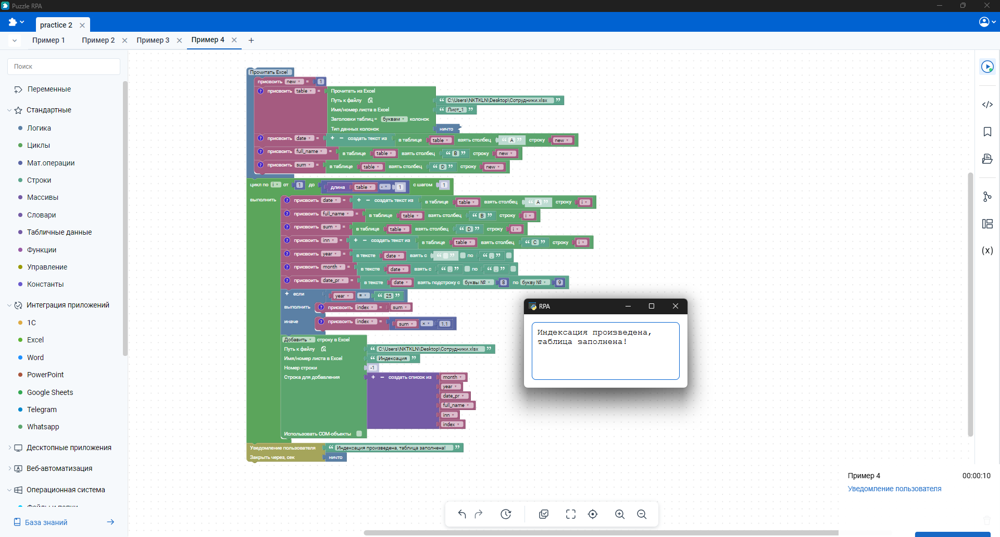 Puzzle RPA
practice 2
Пример 1
Пример 2
Пример 3
Пример 4
Поиск
Переменные
Стандартные
Логика
Циклы
Мат.операции
Строки
Массивы
Словари
Табличные данные
Функции
Управление
Константы
Интеграция приложений
1С
Excel
Word
PowerPoint
Google Sheets
Telegram
Whatsapp
Десктопные приложения
Веб-автоматизация
Операционная система
Файлы и папки
База знаний
Прочитать Excel
присвоить new = 1
? присвоить table = Прочитать из Excel
Путь к файлу “ C:\Users\NKTKLN\Desktop\Сотрудники.xlsx ”
Имя/номер листа в Excel “ Лист_1 ”
Заголовки таблиц = буквам колонок
Тип данных колонок ничто
? присвоить date = + − создать текст из в таблице table взять столбец “ A ” строку new
? присвоить full_name = в таблице table взять столбец “ B ” строку new
? присвоить sum = в таблице table взять столбец “ D ” строку new
цикл по i от 1 до длина table - 1 с шагом 1
выполнить ? присвоить date = + − создать текст из в таблице table взять столбец “ A ” строку i
? присвоить full_name = в таблице table взять столбец “ B ” строку i
? присвоить sum = в таблице table взять столбец “ D ” строку i
? присвоить inn = + − создать текст из в таблице table взять столбец “ C ” строку i
? присвоить year = в тексте date взять с “ ” по “ . ”
? присвоить month = в тексте date взять с “ . ” по “ . ”
? присвоить date_pr = в тексте date взять подстроку с буквы № 8 по букву № 9
+ если year = “ 25 ”
выполнить ? присвоить index = sum
иначе ? присвоить index = sum × 1.1
Добавить строку в Excel
Путь к файлу “ C:\Users\NKTKLN\Desktop\Сотрудники.xlsx ”
Имя/номер листа в Excel “ Индексация ”
Номер строки -1
Строка для добавления + − создать список из month
year
date_pr
full_name
inn
index
Использовать COM-объекты
Уведомление пользователя “ Индексация произведена, таблица заполнена! ”
Закрыть через, сек ничто
RPA
Индексация произведена,
таблица заполнена!
</>
(x)
Пример 4 00:00:10
Уведомление пользователя